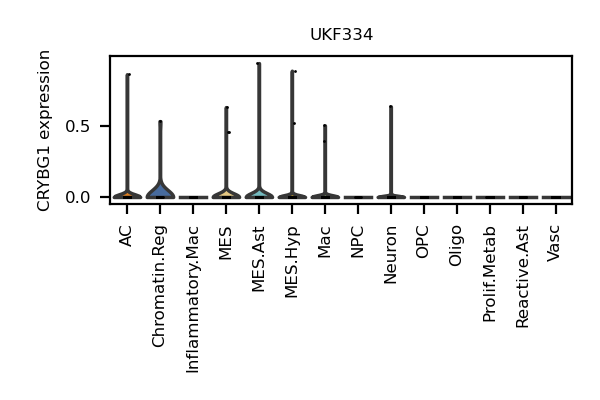 UKF334
CRYBG1 expression
0.5
0.0
AC
Chromatin.Reg
Inflammatory.Mac
MES
MES.Ast
MES.Hyp
Mac
NPC
Neuron
OPC
Oligo
Prolif.Metab
Reactive.Ast
Vasc